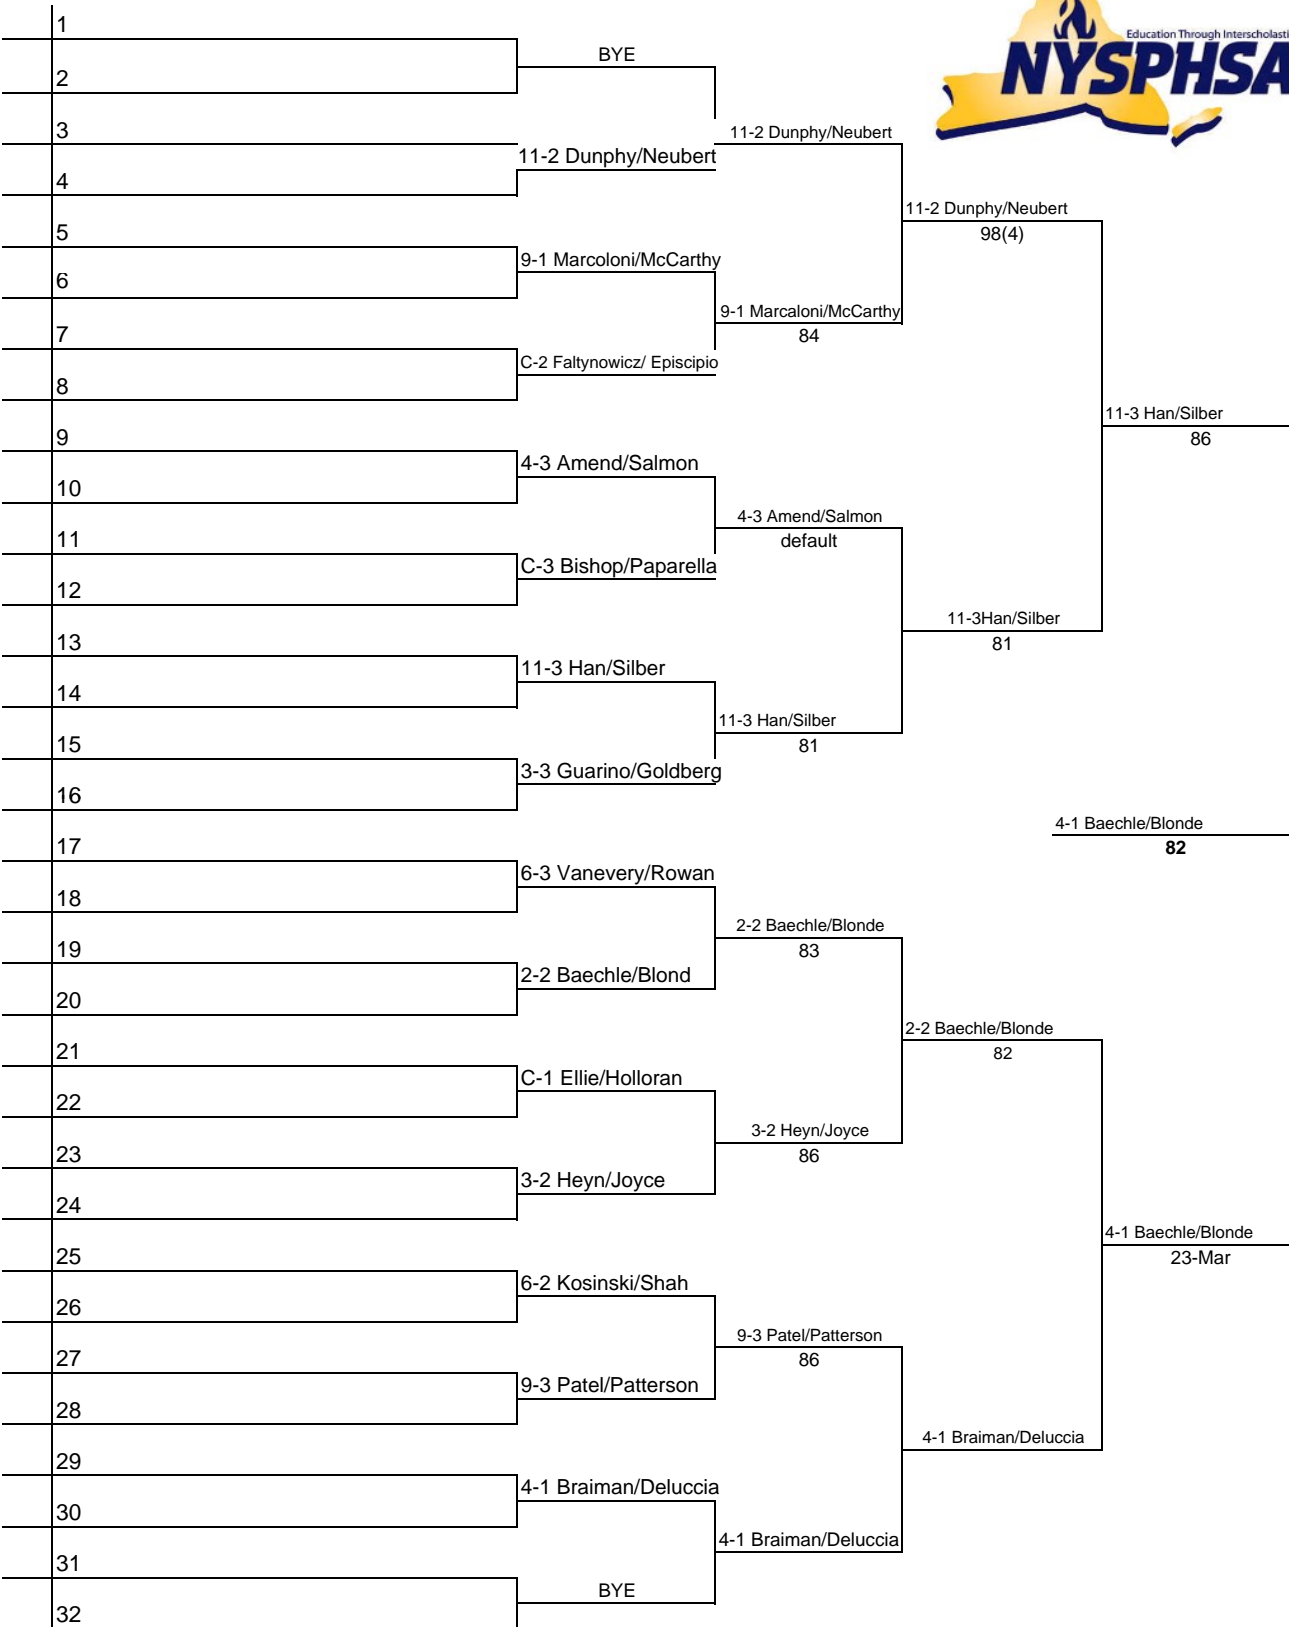 Education Through Interscholasti
NYSPHSA
1
BYE
2
3
11-2 Dunphy/Neubert
11-2 Dunphy/Neubert
4
11-2 Dunphy/Neubert
5
98(4)
9-1 Marcoloni/McCarthy
6
9-1 Marcaloni/McCarthy
7
84
C-2 Faltynowicz/ Episcipio
8
11-3 Han/Silber
9
86
4-3 Amend/Salmon
10
4-3 Amend/Salmon
11
default
C-3 Bishop/Paparella
12
11-3Han/Silber
13
81
11-3 Han/Silber
14
11-3 Han/Silber
15
81
3-3 Guarino/Goldberg
16
4-1 Baechle/Blonde
17
82
6-3 Vanevery/Rowan
18
2-2 Baechle/Blonde
19
83
2-2 Baechle/Blond
20
2-2 Baechle/Blonde
21
82
C-1 Ellie/Holloran
22
3-2 Heyn/Joyce
23
86
3-2 Heyn/Joyce
24
4-1 Baechle/Blonde
25
23-Mar
6-2 Kosinski/Shah
26
9-3 Patel/Patterson
27
86
9-3 Patel/Patterson
28
4-1 Braiman/Deluccia
29
4-1 Braiman/Deluccia
30
4-1 Braiman/Deluccia
31
BYE
32